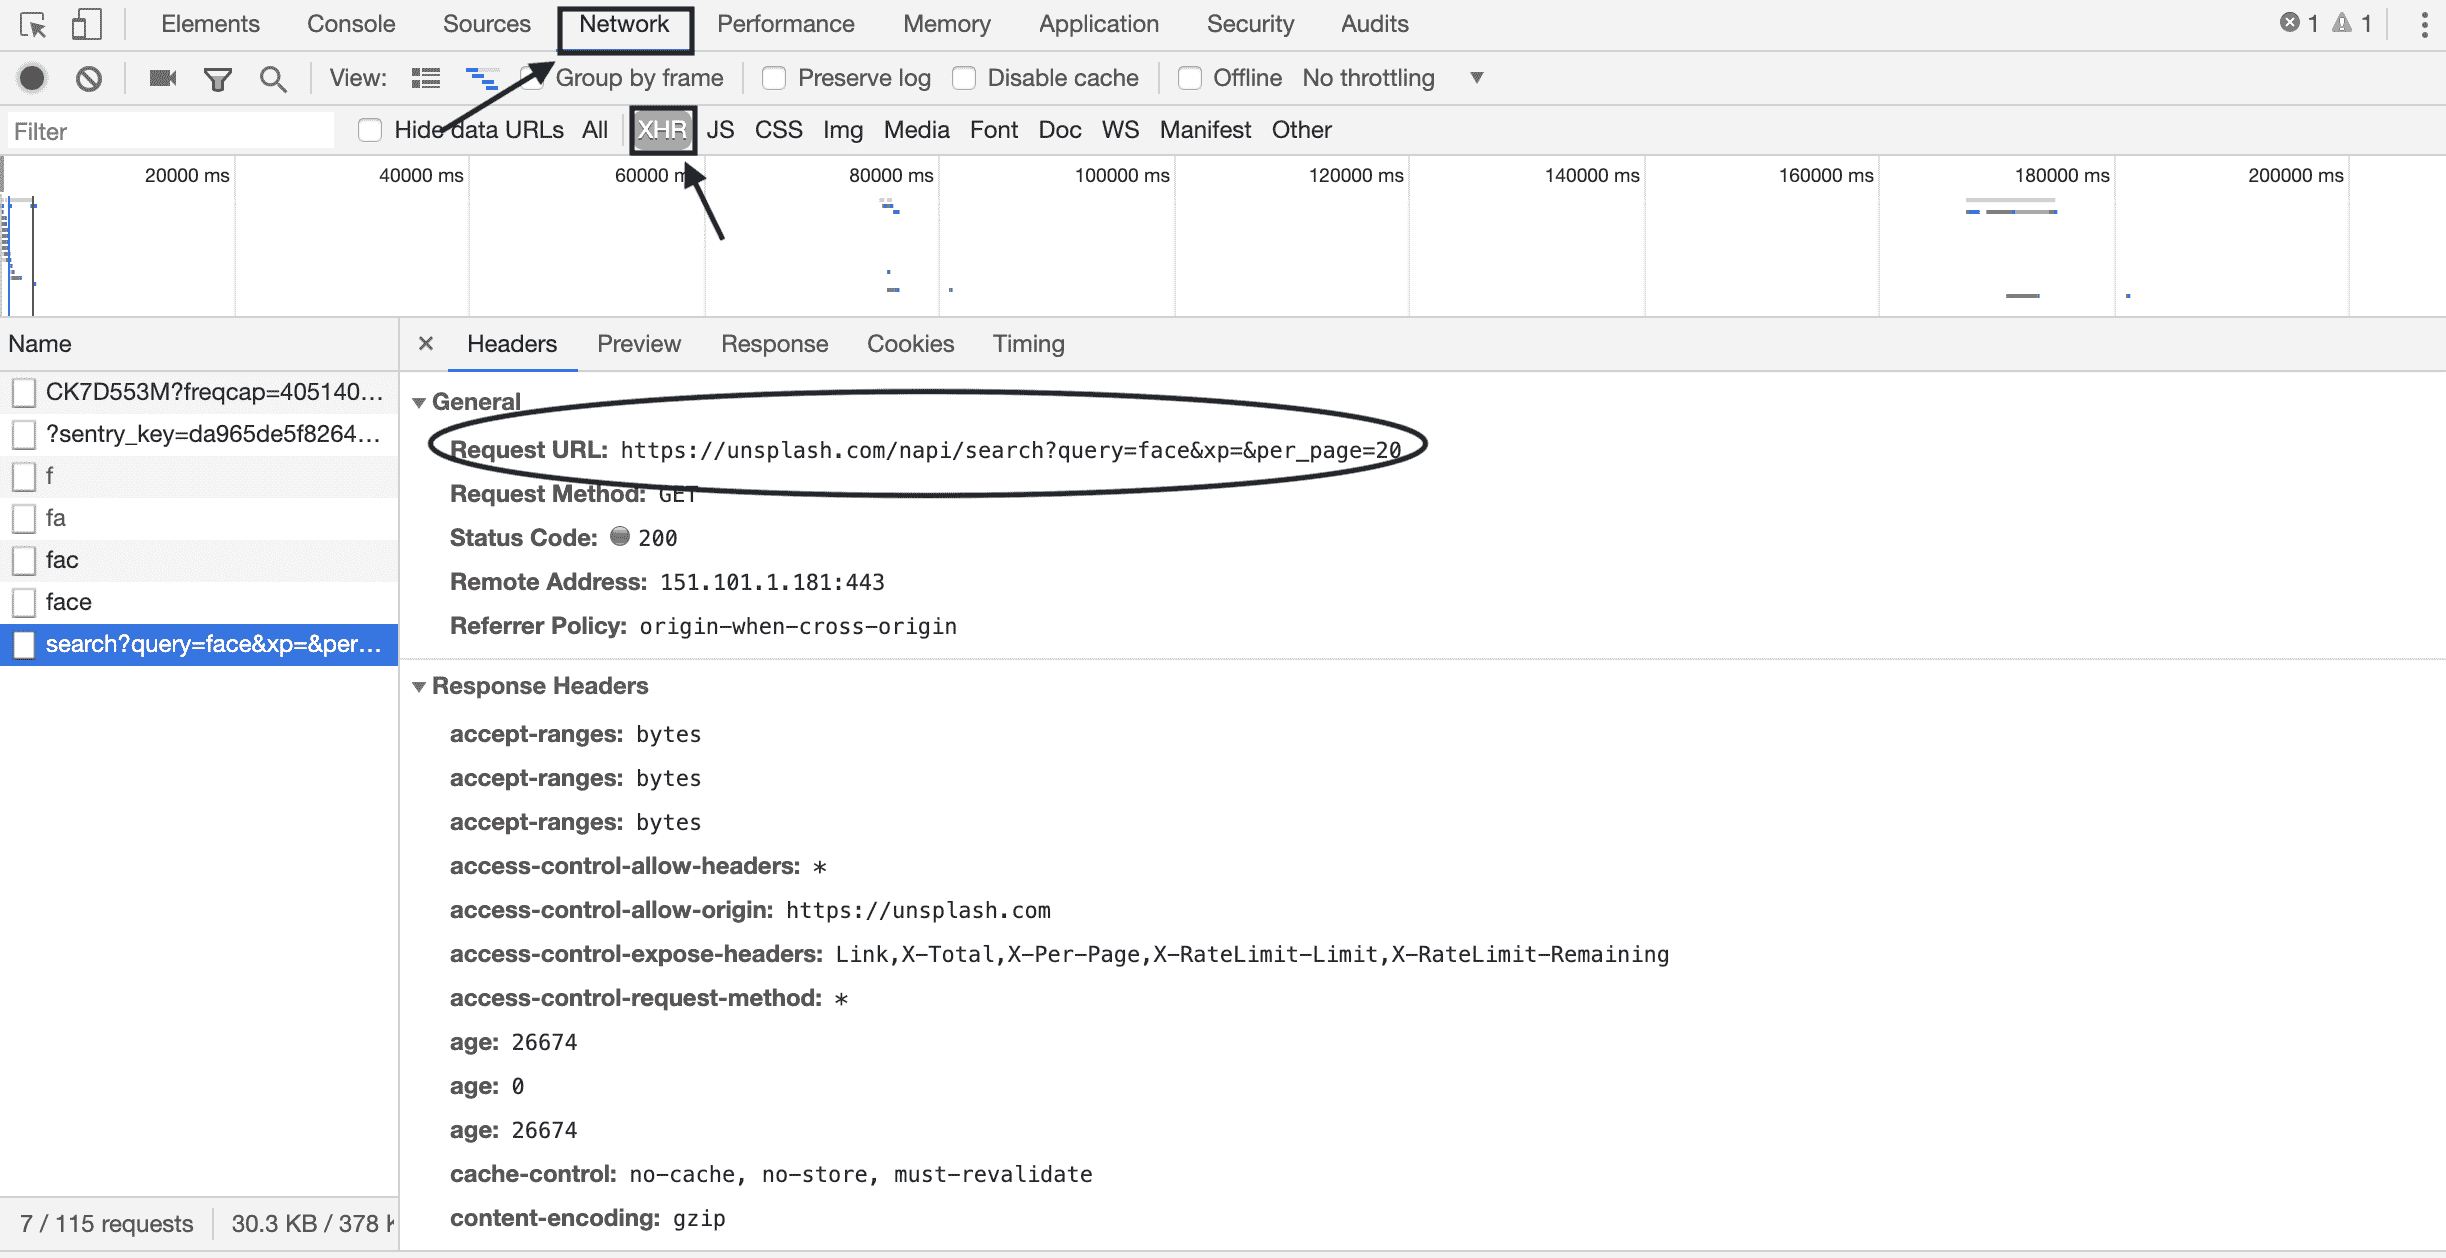 Elements Console Sources Network Performance Memory Application Security Audits 1 1
View: Group by frame Preserve log Disable cache Offline No throttling
Filter Hide data URLs All XHR JS CSS Img Media Font Doc WS Manifest Other
20000 ms 40000 ms 60000 m 80000 ms 100000 ms 120000 ms 140000 ms 160000 ms 180000 ms 200000 ms
Name
CK7D553M?freqcap=405140…
?sentry_key=da965de5f8264…
f
fa
fac
face
search?query=face&xp=&per…
7 / 115 requests 30.3 KB / 378
× Headers Preview Response Cookies Timing
General
Request URL: https://unsplash.com/napi/search?query=face&xp=&per_page=20
Request Method: GET
Status Code: 200
Remote Address: 151.101.1.181:443
Referrer Policy: origin-when-cross-origin
Response Headers
accept-ranges: bytes
accept-ranges: bytes
accept-ranges: bytes
access-control-allow-headers: *
access-control-allow-origin: https://unsplash.com
access-control-expose-headers: Link,X-Total,X-Per-Page,X-RateLimit-Limit,X-RateLimit-Remaining
access-control-request-method: *
age: 26674
age: 0
age: 26674
cache-control: no-cache, no-store, must-revalidate
content-encoding: gzip